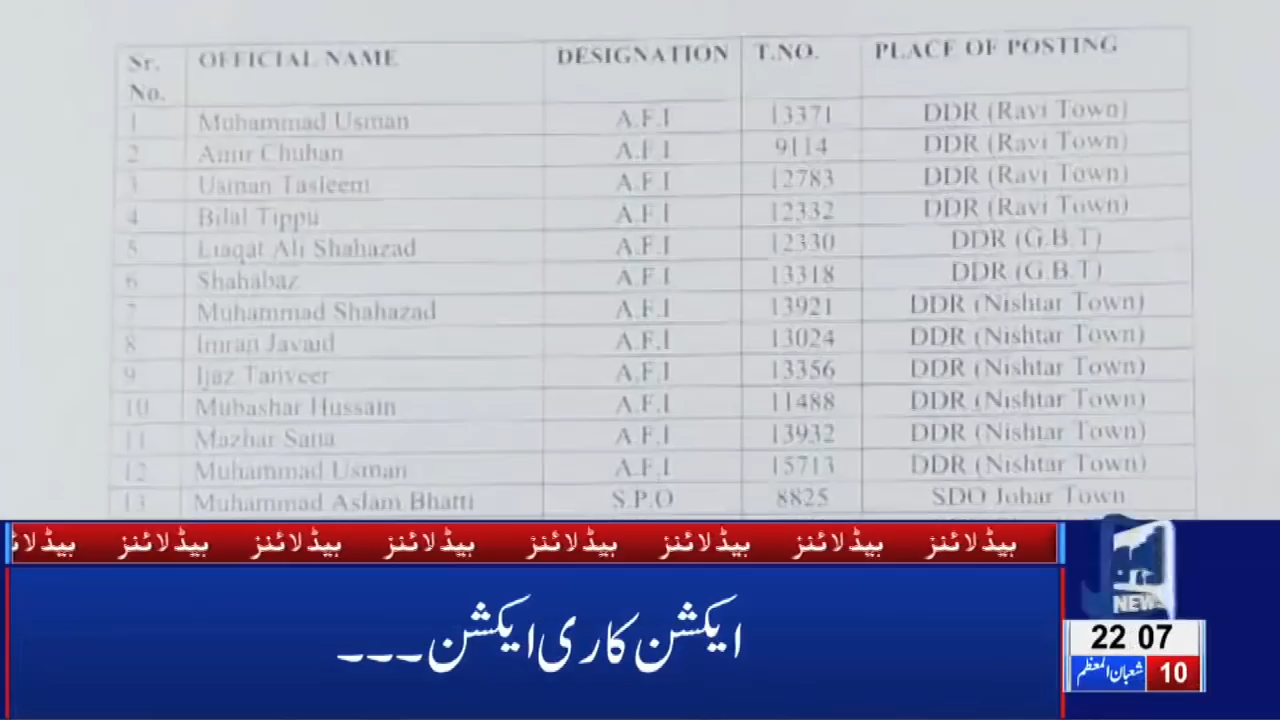 Sr. No. OFFICIAL NAME DESIGNATION T.NO. PLACE OF POSTING
1 Muhammad Usman A.F.I 13371 DDR (Ravi Town)
2 Amir Chuhan A.F.I 9114 DDR (Ravi Town)
3 Usman Tasleem A.F.I 12783 DDR (Ravi Town)
4 Bilal Tippu A.F.I 12332 DDR (Ravi Town)
5 Liaqat Ali Shahazad A.F.I 12330 DDR (G.B.T)
6 Shahabaz A.F.I 13318 DDR (G.B.T)
7 Muhammad Shahazad A.F.I 13921 DDR (Nishtar Town)
8 Imran Javaid A.F.I 13024 DDR (Nishtar Town)
9 Ijaz Tanveer A.F.I 13356 DDR (Nishtar Town)
10 Mubashar Hussain A.F.I 11488 DDR (Nishtar Town)
11 Mazhar Sana A.F.I 13932 DDR (Nishtar Town)
12 Muhammad Usman A.F.I 15713 DDR (Nishtar Town)
13 Muhammad Aslam Bhatti S.P.O 8825 SDO Johar Town
ہیڈلائنز ہیڈلائنز ہیڈلائنز ہیڈلائنز ہیڈلائنز ہیڈلائنز ہیڈلائنز ہیڈلائنز
ایکشن کاری ایکشن ۔۔۔
NEWS
22 07
10 شعبان المعظم